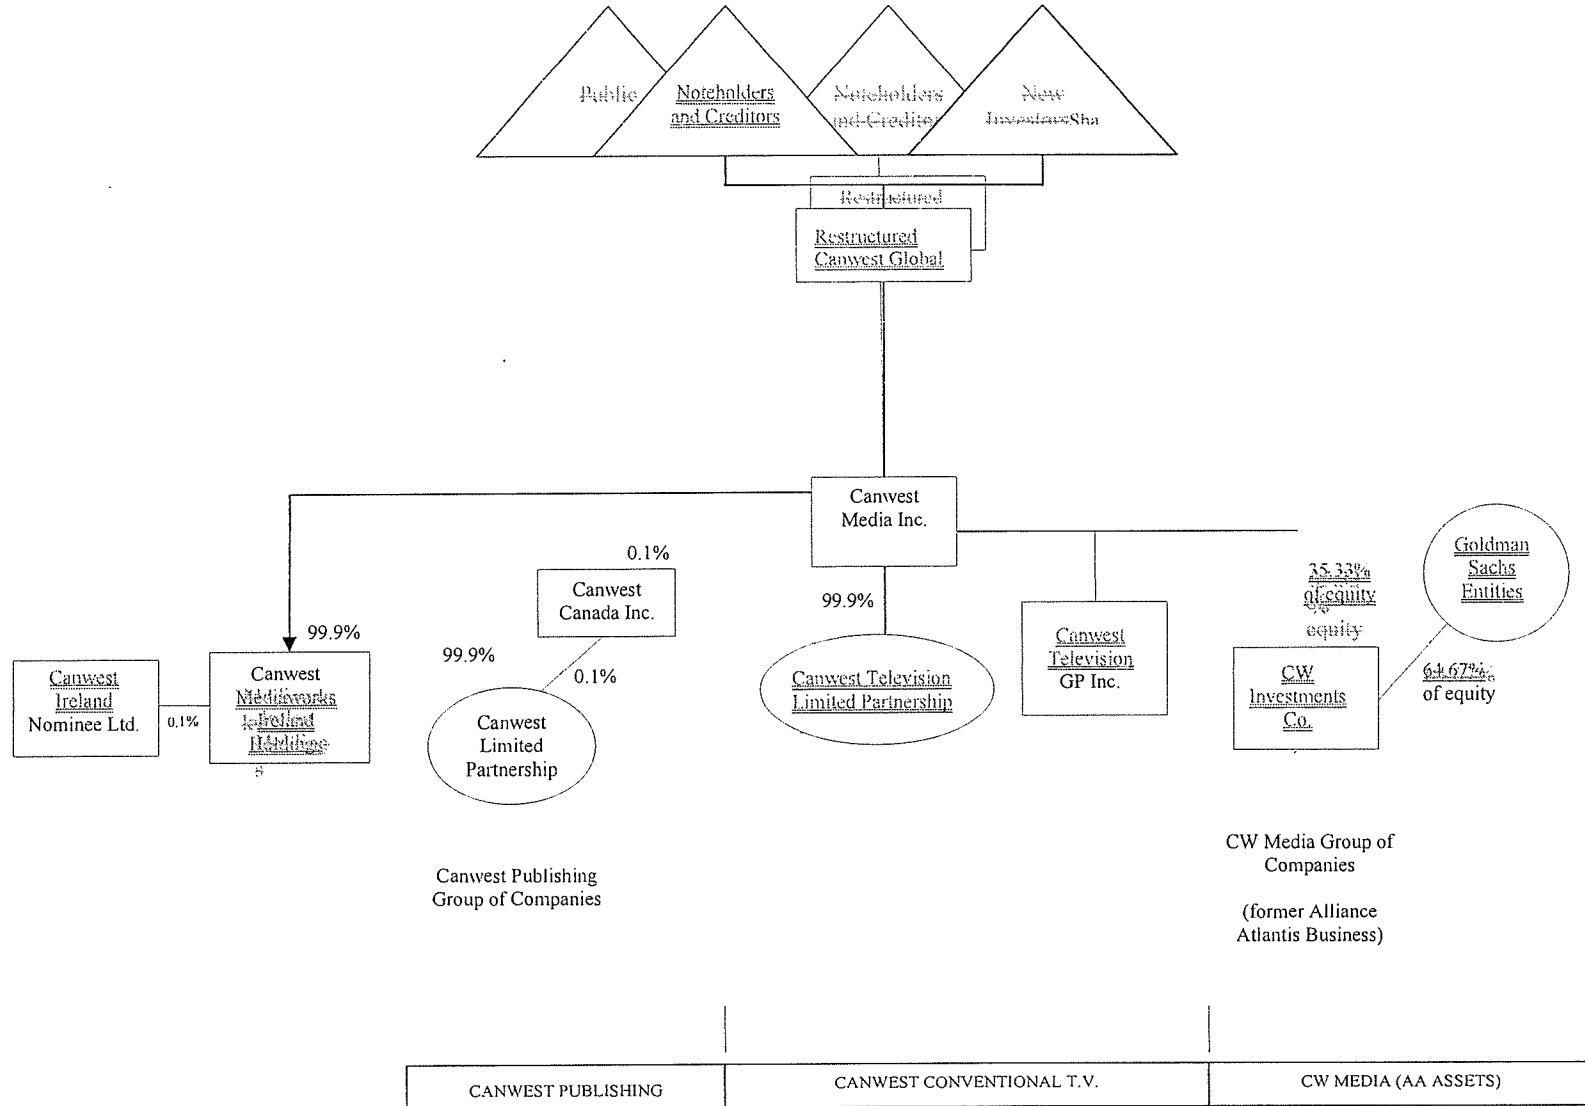 Public
Noteholders
and Creditors
Noteholders
and Creditor
New
InvestorsSha
Restructured
Restructured
Canwest Global
Canwest
Media Inc.
0.1%
Canwest
Canada Inc.
99.9%
99.9%
0.1%
99.9%
Canwest
Ireland
Nominee Ltd.
0.1%
Canwest
Mediaworks
Ireland
Holdings
s
Canwest
Limited
Partnership
Canwest Television
Limited Partnership
Canwest
Television
GP Inc.
35.33%
of equity
%
equity
Goldman
Sachs
Entities
CW
Investments
Co.
64.67%
of equity
Canwest Publishing
Group of Companies
CW Media Group of
Companies
(former Alliance
Atlantis Business)
CANWEST PUBLISHING
CANWEST CONVENTIONAL T.V.
CW MEDIA (AA ASSETS)